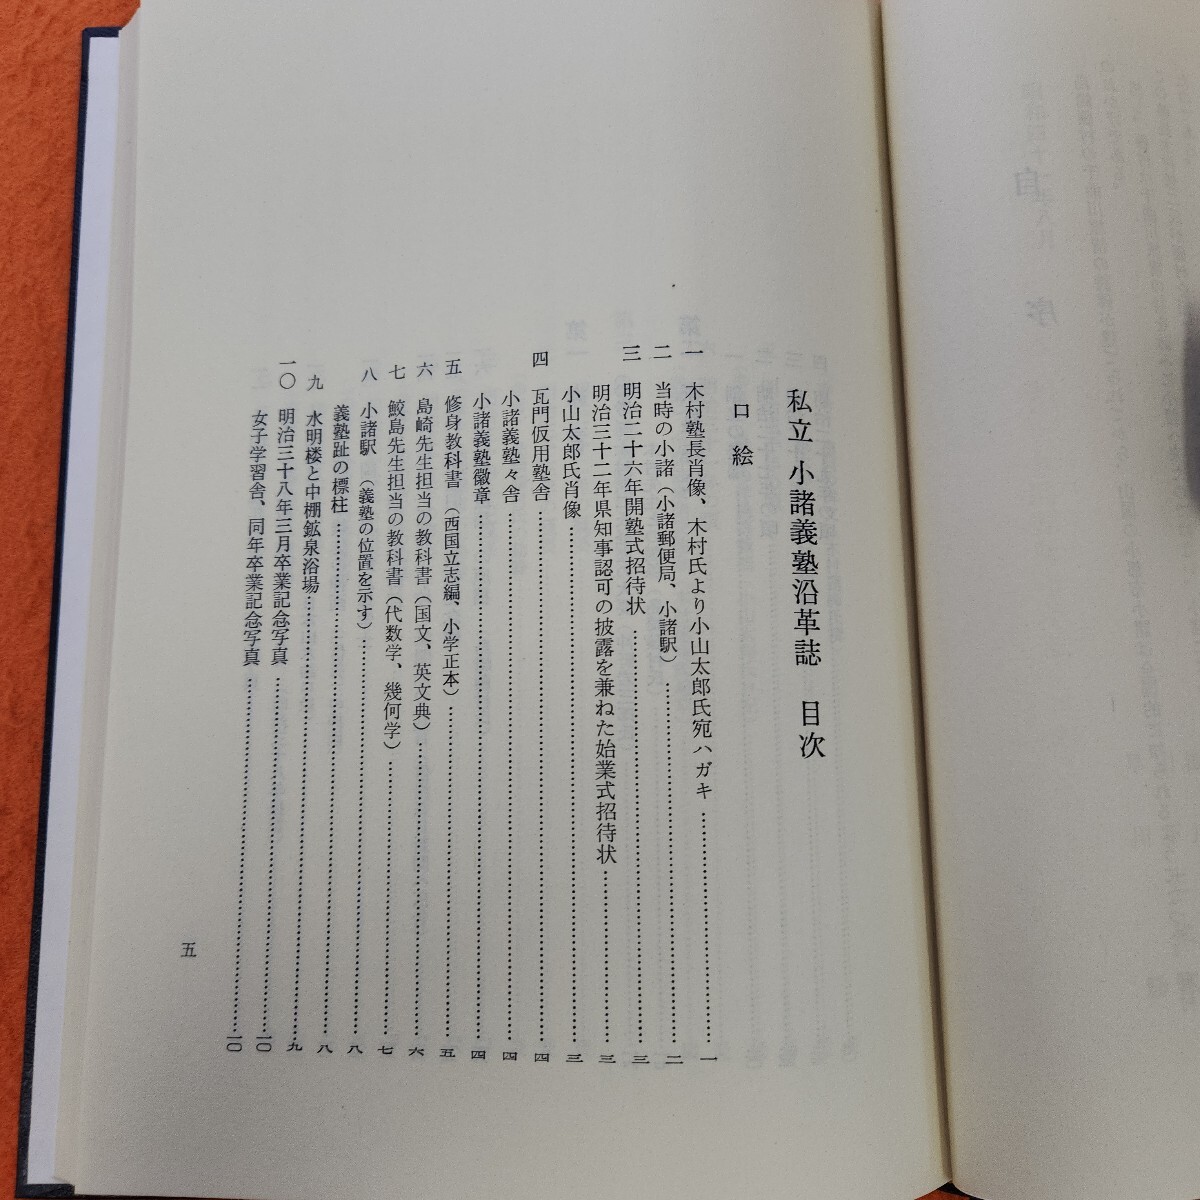 私立 小諸義塾沿革誌 目次
口絵
一 木村塾長肖像、木村氏より小山太郎氏宛ハガキ……一
二 当時の小諸（小諸郵便局、小諸駅）……二
三 明治二十六年開塾式招待状……三
明治三十二年県知事認可の披露を兼ねた始業式招待状……三
小山太郎氏肖像……三
四 瓦門仮用塾舎……四
小諸義塾々舎……四
小諸義塾徽章……四
五 修身教科書（西国立志編、小学正本）……五
六 島崎先生担当の教科書（国文、英文典）……六
七 鮫島先生担当の教科書（代数学、幾何学）……七
八 小諸駅（義塾の位置を示す）……八
義塾趾の標柱……八
九 水明楼と中棚鉱泉浴場……九
一〇 明治三十八年三月卒業記念写真……一〇
女子学習舎、同年卒業記念写真……一〇
五
自序